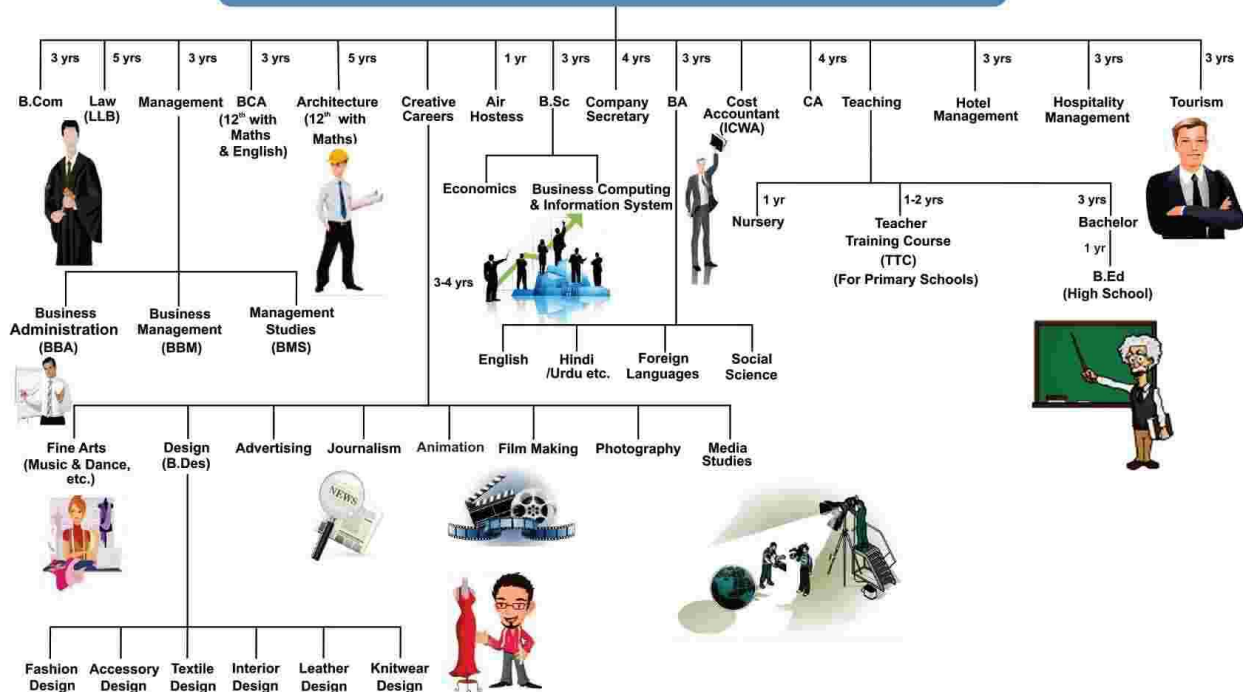 3 yrs 5 yrs 3 yrs 3 yrs 5 yrs 1 yr 3 yrs 4 yrs 3 yrs 4 yrs 3 yrs 3 yrs 3 yrs
B.Com
Law
(LLB)
Management
BCA
(12th with
Maths
& English)
Architecture
(12th with
Maths)
Creative
Careers
Air
Hostess
B.Sc
Company
Secretary
BA
Cost
Accountant
(ICWA)
CA
Teaching
Hotel
Management
Hospitality
Management
Tourism
Economics
Business Computing
& Information System
1 yr
Nursery
1-2 yrs
Teacher
Training Course
(TTC)
(For Primary Schools)
3 yrs
Bachelor
1 yr
B.Ed
(High School)
3-4 yrs
Business
Administration
(BBA)
Business
Management
(BBM)
Management
Studies
(BMS)
English
Hindi
/Urdu etc.
Foreign
Languages
Social
Science
Fine Arts
(Music & Dance,
etc.)
Design
(B.Des)
Advertising
Journalism
Animation
Film Making
Photography
Media
Studies
NEWS
Fashion
Design
Accessory
Design
Textile
Design
Interior
Design
Leather
Design
Knitwear
Design